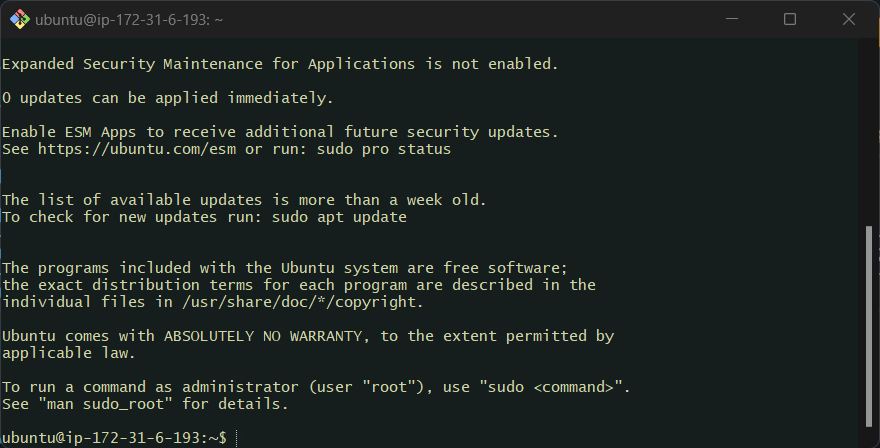 ubuntu@ip-172-31-6-193: ~
Expanded Security Maintenance for Applications is not enabled.
0 updates can be applied immediately.
Enable ESM Apps to receive additional future security updates.
See https://ubuntu.com/esm or run: sudo pro status
The list of available updates is more than a week old.
To check for new updates run: sudo apt update
The programs included with the Ubuntu system are free software;
the exact distribution terms for each program are described in the
individual files in /usr/share/doc/*/copyright.
Ubuntu comes with ABSOLUTELY NO WARRANTY, to the extent permitted by
applicable law.
To run a command as administrator (user "root"), use "sudo <command>".
See "man sudo_root" for details.
ubuntu@ip-172-31-6-193:~$